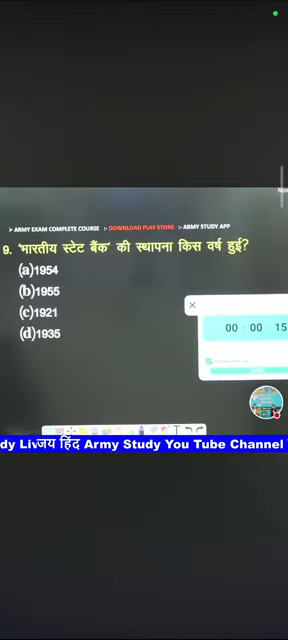 ➢ ARMY EXAM COMPLETE COURSE :- DOWNLOAD PLAY STORE :- ARMY STUDY APP
9. 'भारतीय स्टेट बैंक' की स्थापना किस वर्ष हुई?
(a)1954
(b)1955
(c)1921
(d)1935
00 : 00 : 15
dy Liv जय हिंद Army Study You Tube Channel